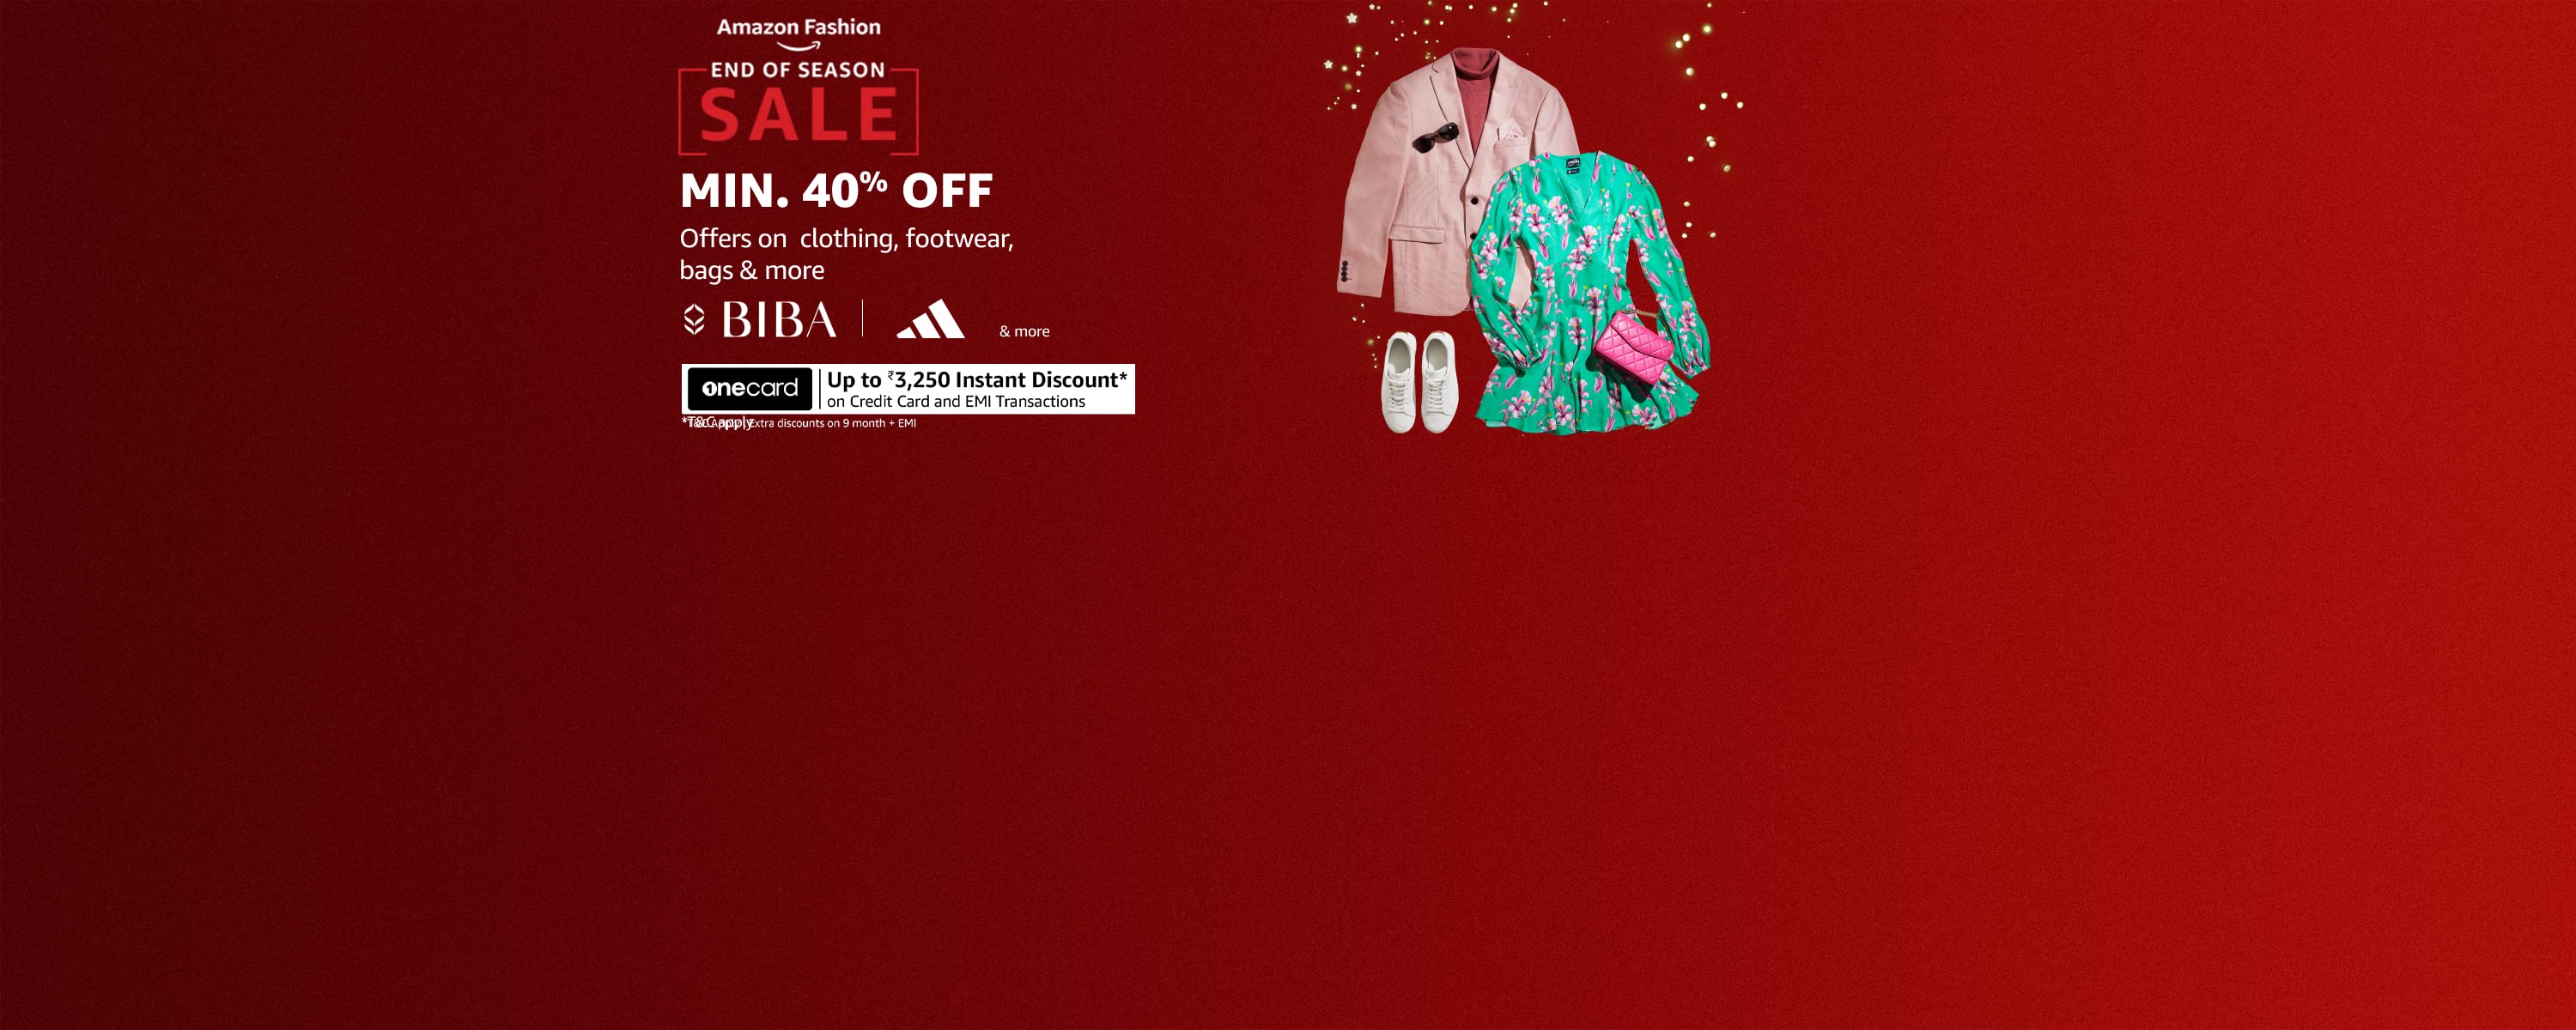 Amazon Fashion
END OF SEASON
SALE
MIN. 40% OFF
Offers on clothing, footwear,
bags & more
BIBA
& more
onecard
Up to ₹3,250 Instant Discount*
on Credit Card and EMI Transactions
*T&C apply
Extra discounts on 9 month + EMI